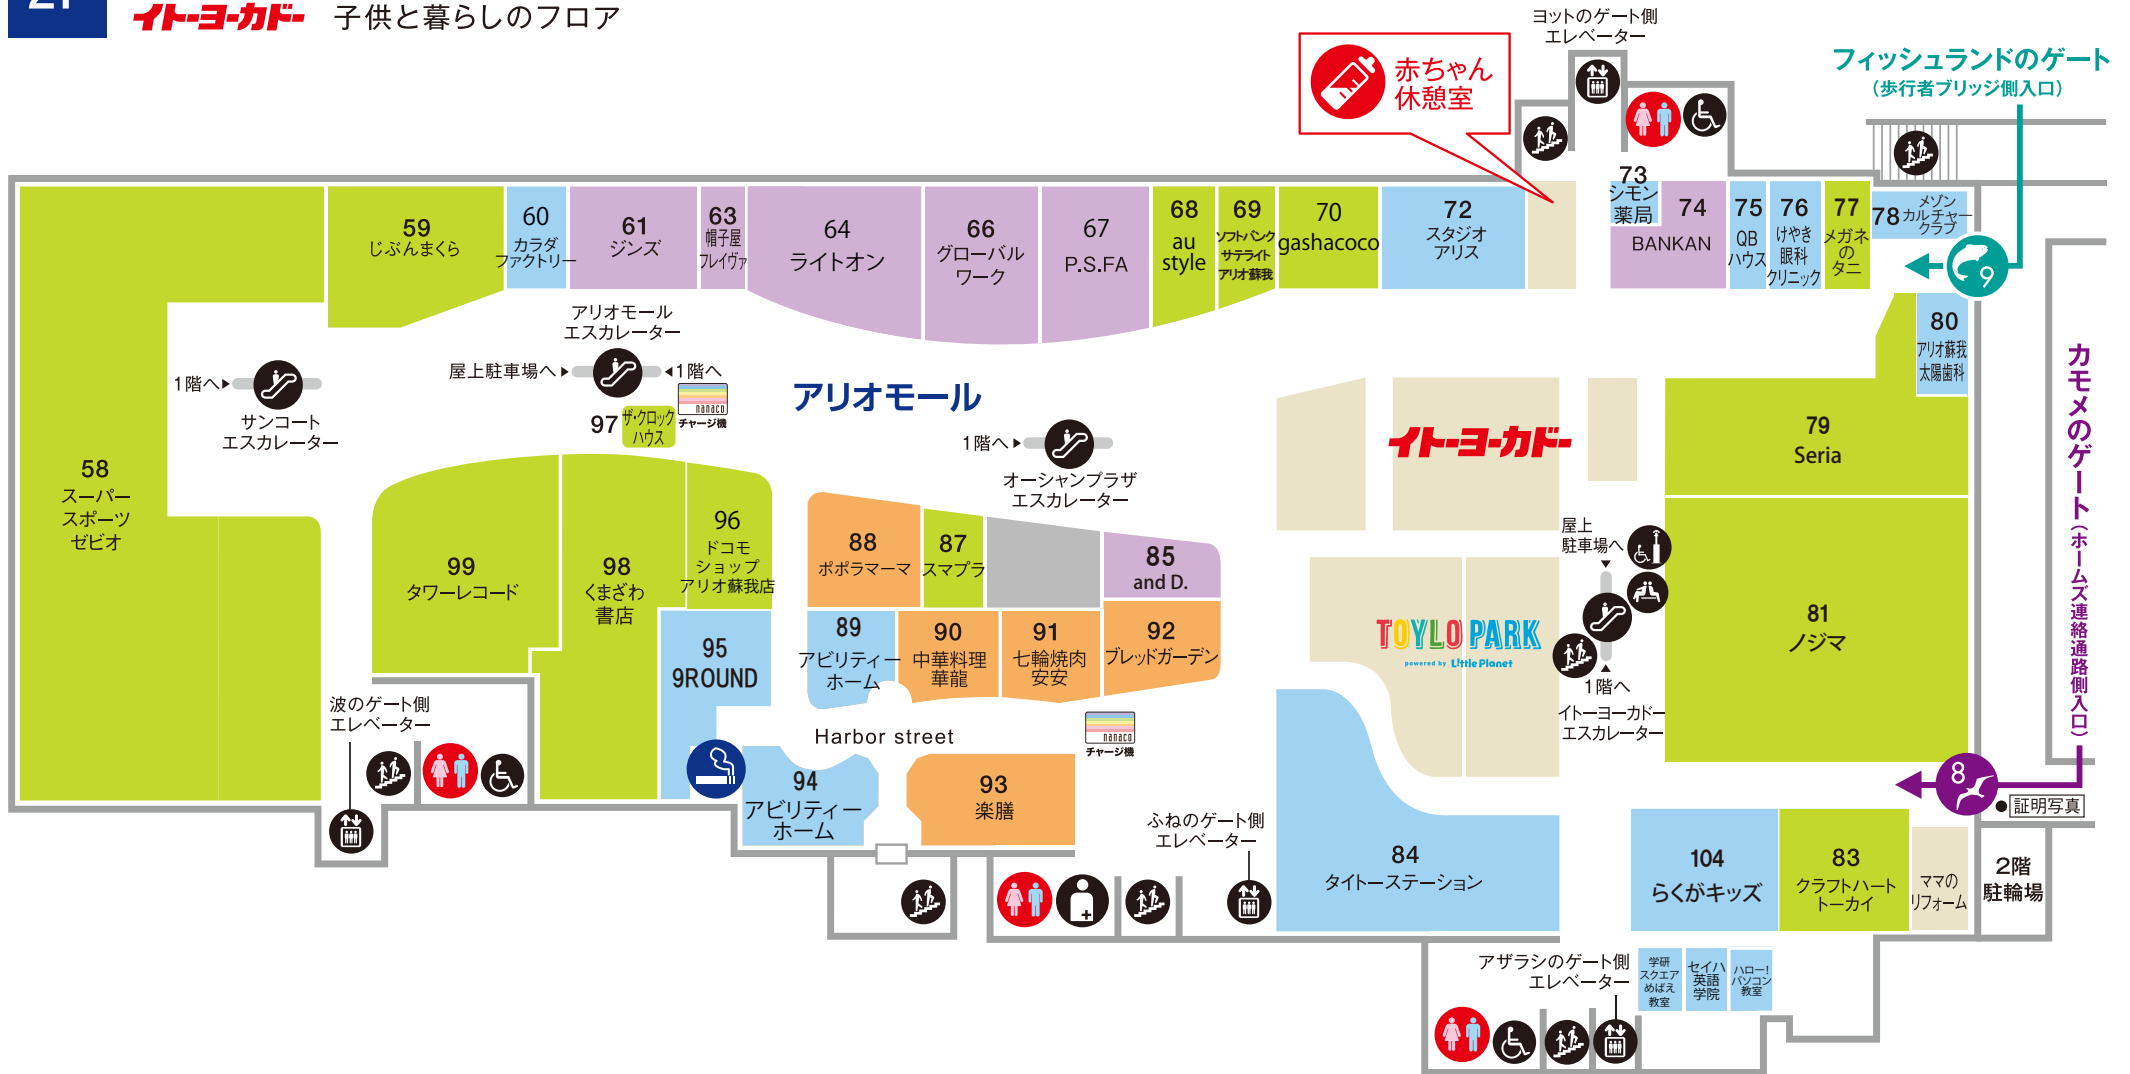 2F
イトーヨーカドー 子供と暮らしのフロア
ヨットのゲート側
エレベーター
フィッシュランドのゲート
（歩行者ブリッジ側入口）
赤ちゃん
休憩室
59
じぶんまくら
60
カラダ
ファクトリー
61
ジンズ
63
帽子屋
フレイヴァ
64
ライトオン
66
グローバル
ワーク
67
P.S.FA
68
au
style
69
ソフトバンク
サテライト
アリオ蘇我
70
gashacoco
72
スタジオ
アリス
73
シモン
薬局
74
BANKAN
75
QB
ハウス
76
けやき
眼科
クリニック
77
メガネ
の
タニ
78
メゾン
カルチャー
クラブ
9
80
アリオ蘇我
太陽歯科
アリオモール
エスカレーター
屋上駐車場へ
1階へ
nanaco
チャージ機
97
ザ・クロック
ハウス
1階へ
サンコート
エスカレーター
アリオモール
1階へ
オーシャンプラザ
エスカレーター
イトーヨーカドー
79
Seria
カモメのゲート（ホームズ連絡通路側入口）
58
スーパー
スポーツ
ゼビオ
99
タワーレコード
98
くまざわ
書店
96
ドコモ
ショップ
アリオ蘇我店
88
ポポラマーマ
87
スマプラ
85
and D.
屋上
駐車場へ
81
ノジマ
95
9ROUND
89
アビリティー
ホーム
90
中華料理
華龍
91
七輪焼肉
安安
92
ブレッドガーデン
TOYLO PARK
powered by Little Planet
1階へ
イトーヨーカドー
エスカレーター
波のゲート側
エレベーター
Harbor street
nanaco
チャージ機
94
アビリティー
ホーム
93
楽膳
8
証明写真
ふねのゲート側
エレベーター
84
タイトーステーション
104
らくがキッズ
83
クラフトハート
トーカイ
ママの
リフォーム
2階
駐輪場
アザラシのゲート側
エレベーター
学研
スクエア
めばえ
教室
セイハ
英語
学院
ハロー!
パソコン
教室